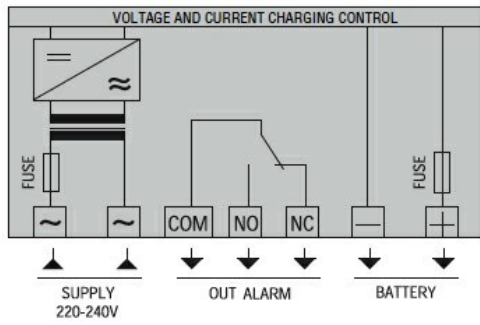 VOLTAGE AND CURRENT CHARGING CONTROL
FUSE
FUSE
~ ~ COM NO NC — +
SUPPLY
220-240V
OUT ALARM
BATTERY